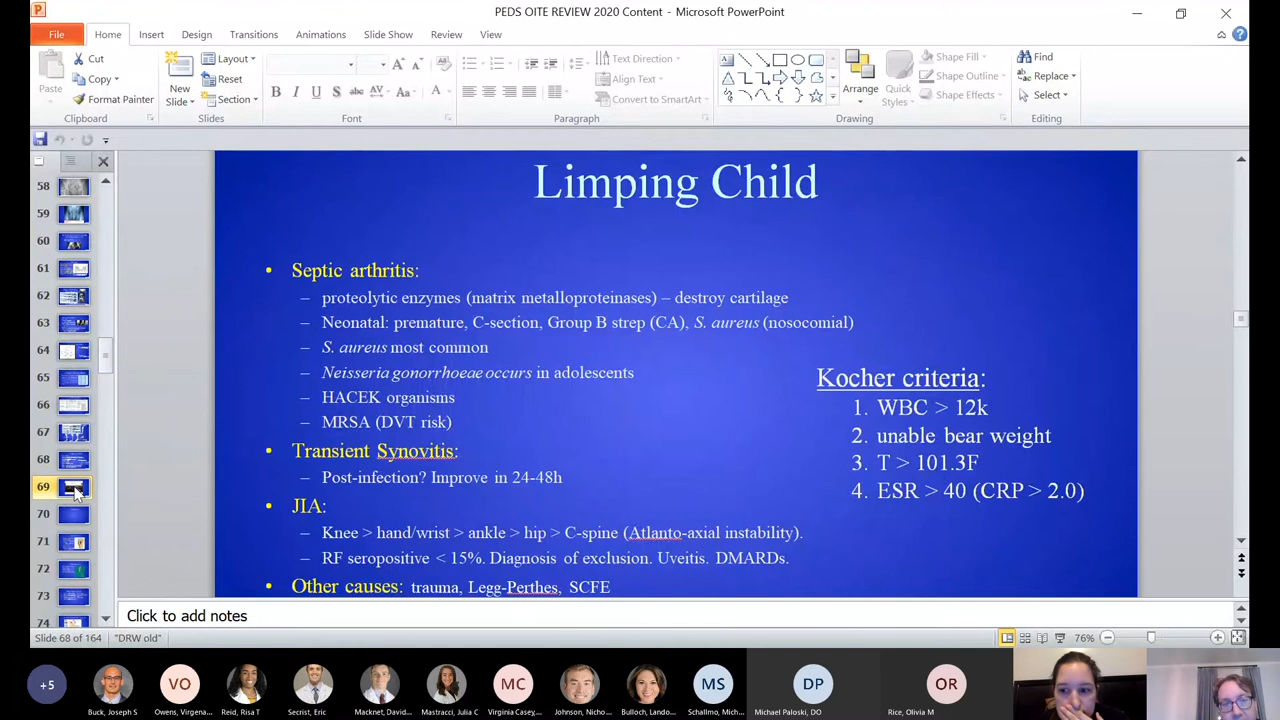 PEDS OITE REVIEW 2020 Content - Microsoft PowerPoint
File Home Insert Design Transitions Animations Slide Show Review View
Cut
Copy
Format Painter
Paste
Clipboard
New Slide
Layout
Reset
Section
Slides
Font
Text Direction
Align Text
Convert to SmartArt
Paragraph
Arrange
Quick Styles
Shape Fill
Shape Outline
Shape Effects
Drawing
Find
Replace
Select
Editing
58
59
60
61
62
63
64
65
66
67
68
69
70
71
72
73
74
Limping Child
• Septic arthritis:
– proteolytic enzymes (matrix metalloproteinases) – destroy cartilage
– Neonatal: premature, C-section, Group B strep (CA), S. aureus (nosocomial)
– S. aureus most common
– Neisseria gonorrhoeae occurs in adolescents
– HACEK organisms
– MRSA (DVT risk)
• Transient Synovitis:
– Post-infection? Improve in 24-48h
• JIA:
– Knee > hand/wrist > ankle > hip > C-spine (Atlanto-axial instability).
– RF seropositive < 15%. Diagnosis of exclusion. Uveitis. DMARDs.
• Other causes: trauma, Legg-Perthes, SCFE
Kocher criteria:
1. WBC > 12k
2. unable bear weight
3. T > 101.3F
4. ESR > 40 (CRP > 2.0)
Click to add notes
Slide 68 of 164 "DRW old" 76%
+5 VO MC MS DP OR
Buck, Joseph S Owens, Virgena... Reid, Risa T Secrist, Eric Macknet, David... Mastracci, Julia C Virginia Casey,... Johnson, Nicho... Bulloch, Lando... Schallmo, Mich... Michael Paloski, DO Rice, Olivia M